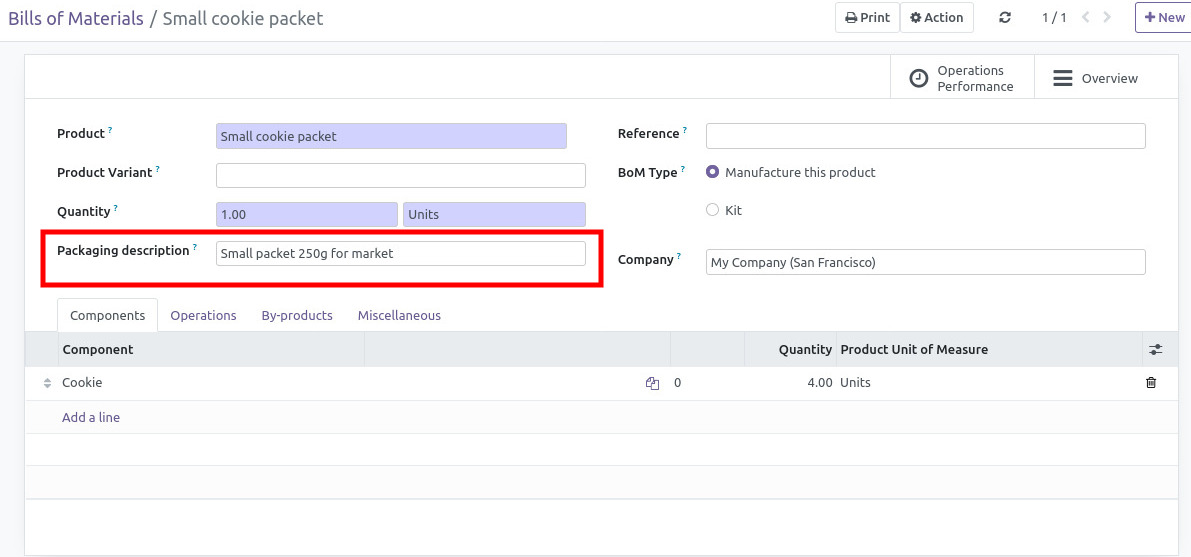 Bills of Materials / Small cookie packet
Print
Action
1 / 1
New
Operations Performance
Overview
Product ?
Small cookie packet
Reference ?
Product Variant ?
BoM Type ?
Manufacture this product
Quantity ?
1.00
Units
Kit
Packaging description ?
Small packet 250g for market
Company ?
My Company (San Francisco)
Components
Operations
By-products
Miscellaneous
Component
Quantity
Product Unit of Measure
Cookie
0
4.00
Units
Add a line